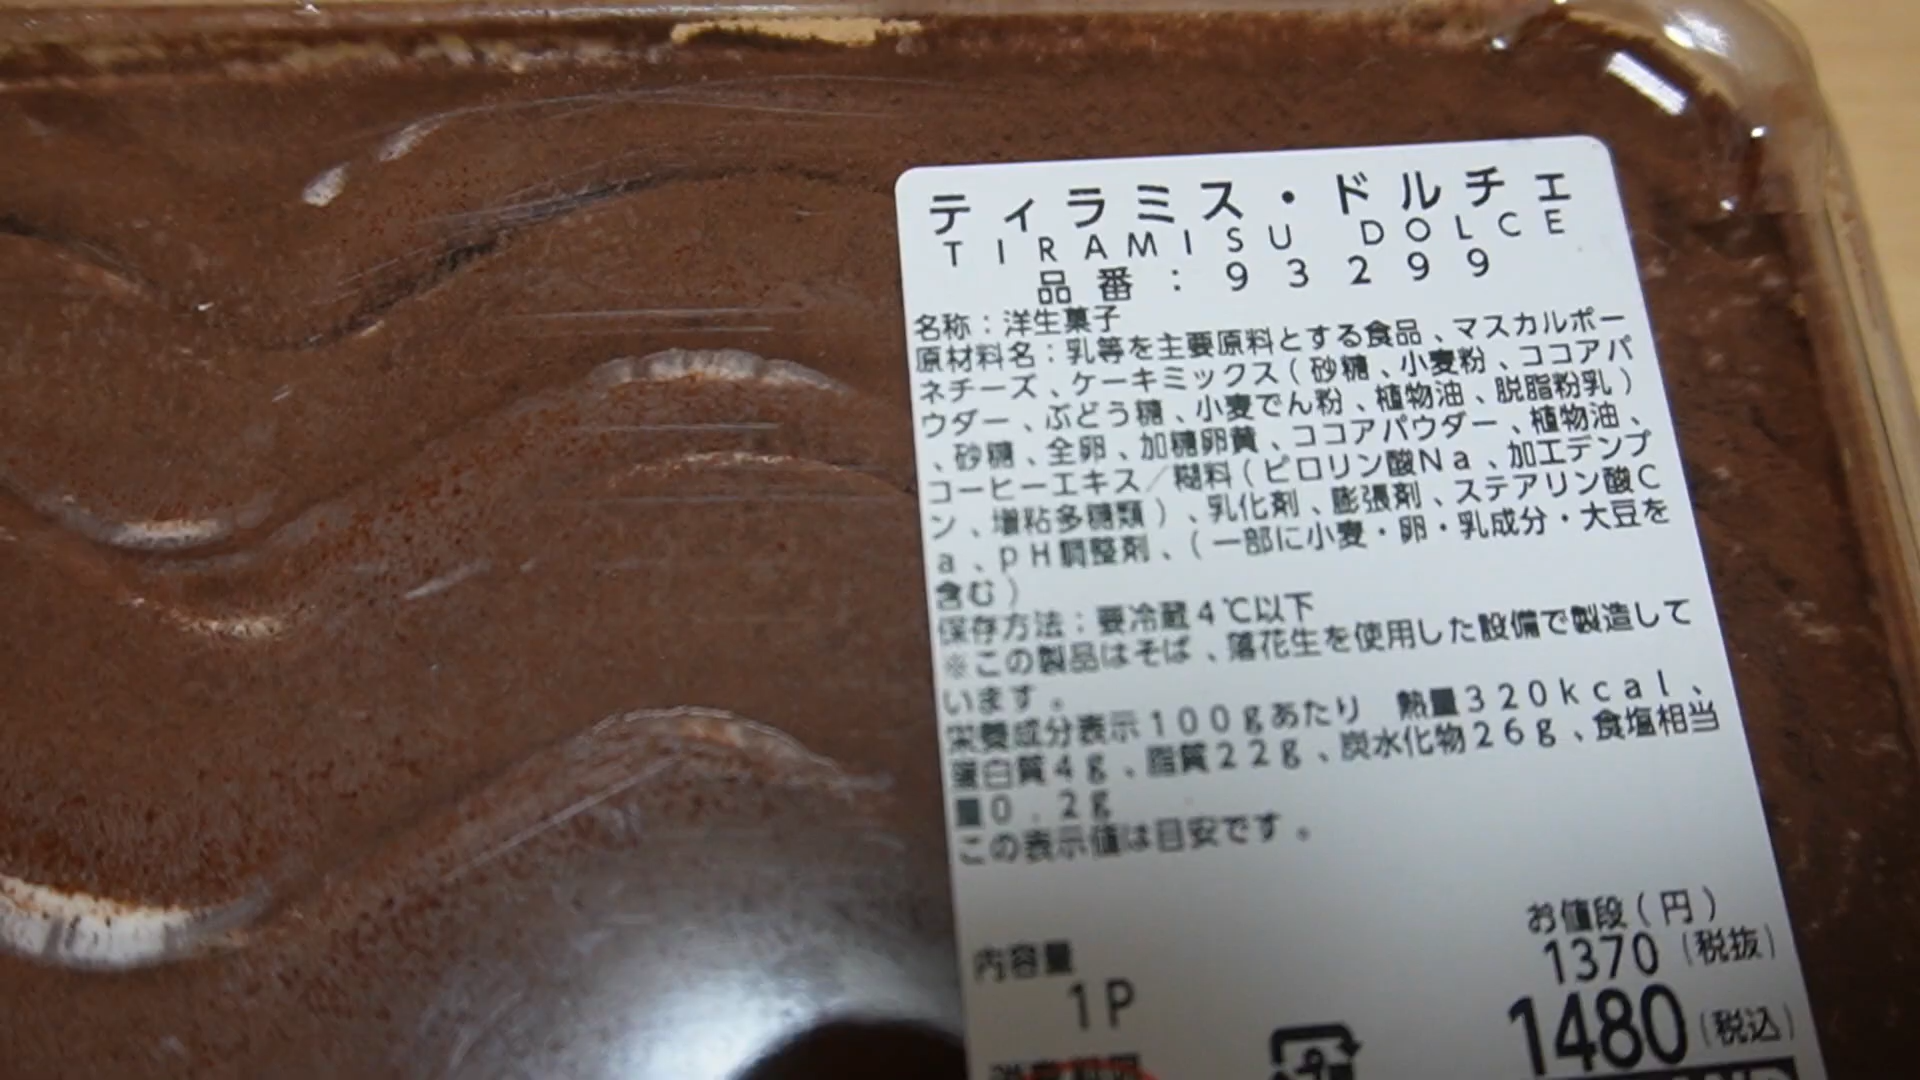 ティラミス・ドルチェ
TIRAMISU DOLCE
品番：93299
名称：洋生菓子
原材料名：乳等を主要原料とする食品、マスカルポー
ネチーズ、ケーキミックス（砂糖、小麦粉、ココアパ
ウダー、ぶどう糖、小麦でん粉、植物油、脱脂粉乳）
、砂糖、全卵、加糖卵黄、ココアパウダー、植物油、
コーヒーエキス／糊料（ピロリン酸Na、加工デンプ
ン、増粘多糖類）、乳化剤、膨張剤、ステアリン酸C
a、pH調整剤、（一部に小麦・卵・乳成分・大豆を
含む）
保存方法：要冷蔵4℃以下
※この製品はそば、落花生を使用した設備で製造して
います。
栄養成分表示100gあたり 熱量320kcal、
蛋白質4g、脂質22g、炭水化物26g、食塩相当
量0.2g
この表示値は目安です。
お値段（円）
内容量
1370（税抜）
1P
1480（税込）